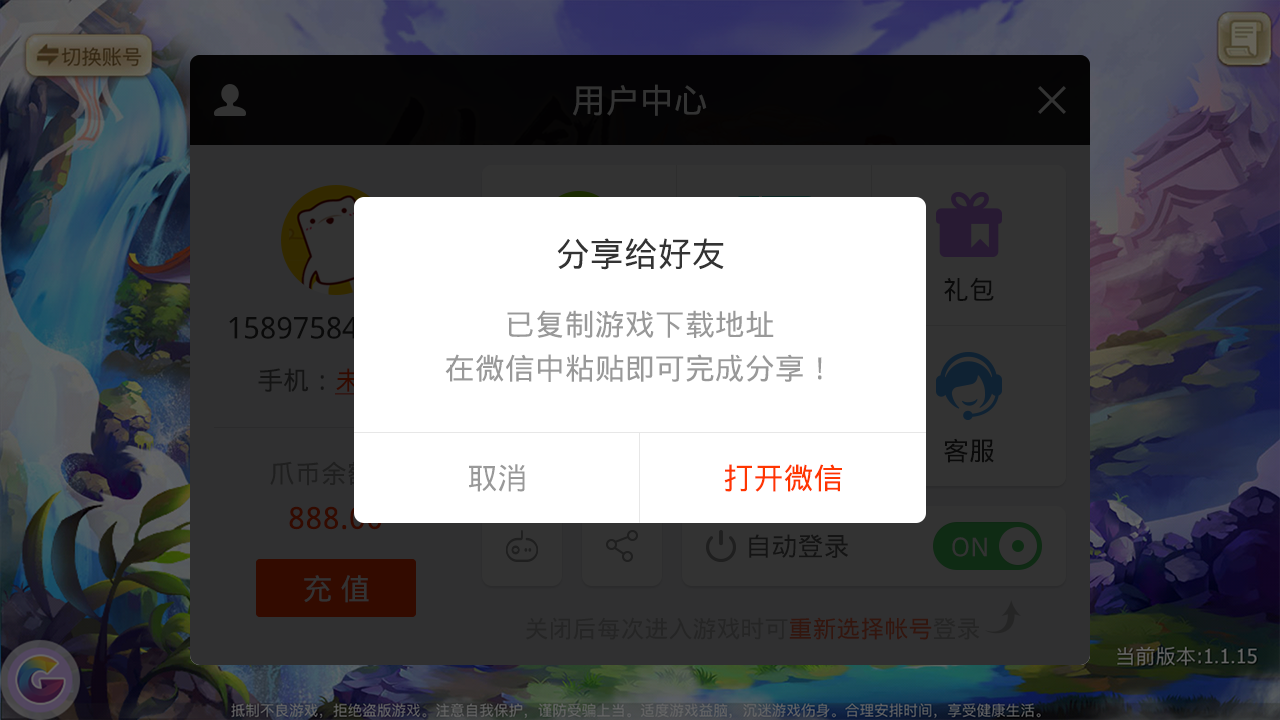 切换账号
用户中心
分享给好友
已复制游戏下载地址
在微信中粘贴即可完成分享！
取消
打开微信
礼包
客服
15897584
手机：未
爪币余
888.00
充值
自动登录
ON
关闭后每次进入游戏时可重新选择帐号登录
当前版本:1.1.15
抵制不良游戏，拒绝盗版游戏。注意自我保护，谨防受骗上当。适度游戏益脑，沉迷游戏伤身。合理安排时间，享受健康生活。